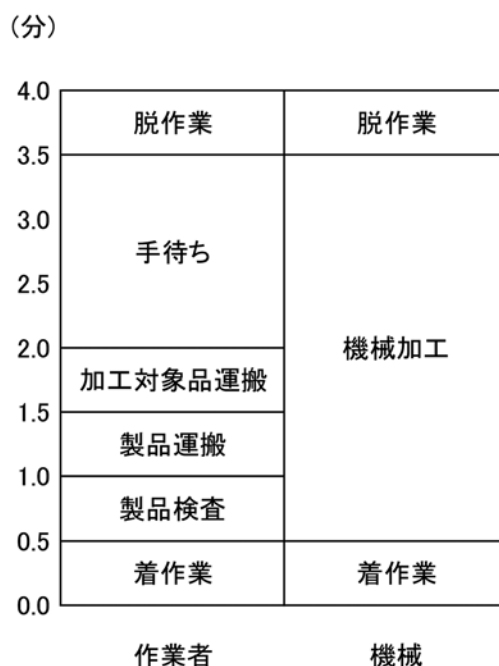 (分)
4.0
脱作業 脱作業
3.5
3.0
手待ち
2.5
2.0
機械加工
加工対象品運搬
1.5
製品運搬
1.0
製品検査
0.5
着作業 着作業
0.0
作業者 機械